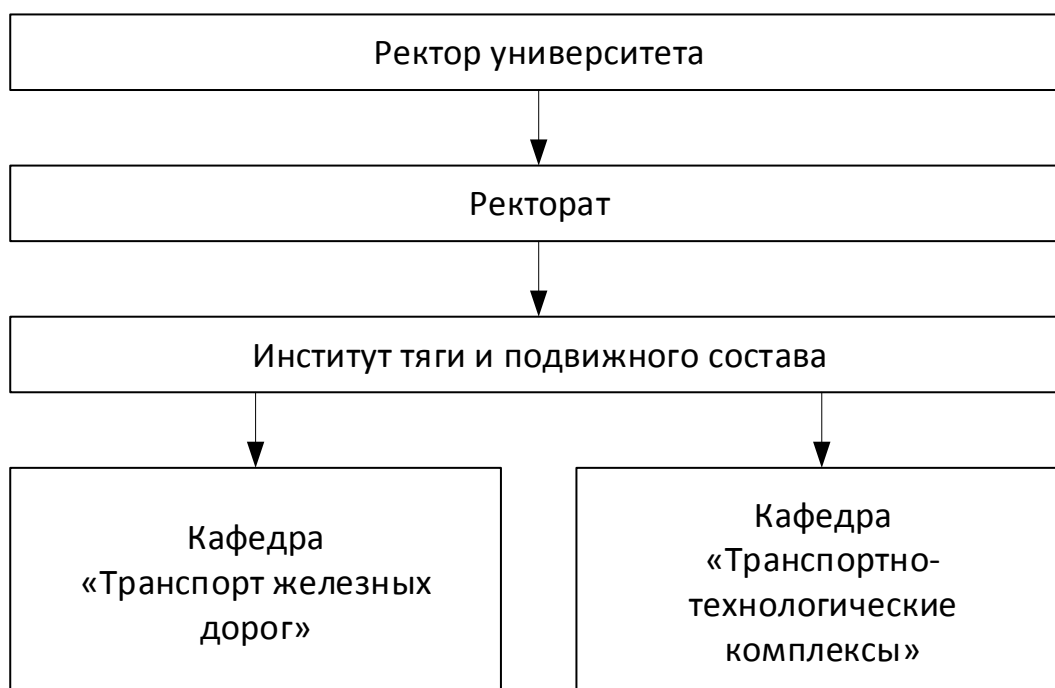 Ректор университета
Ректорат
Институт тяги и подвижного состава
Кафедра
«Транспорт железных
дорог»
Кафедра
«Транспортно-
технологические
комплексы»